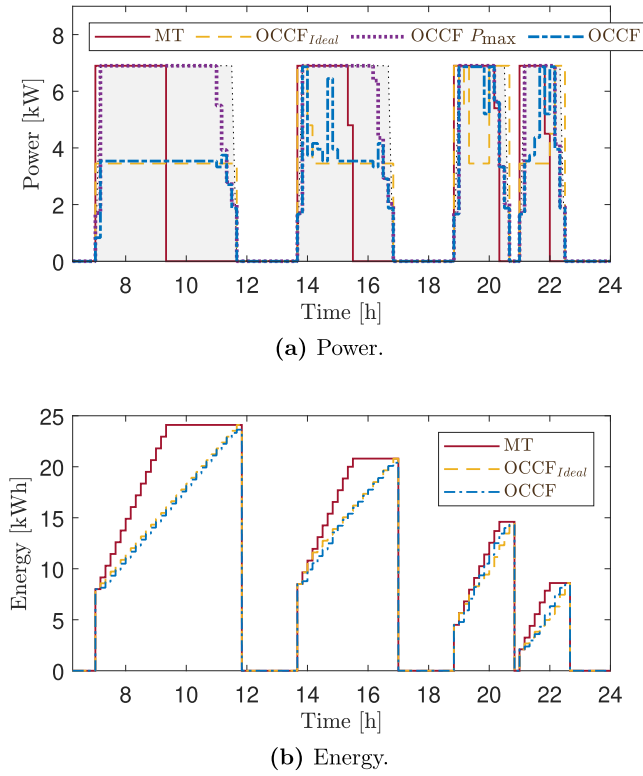 MT OCCF_Ideal OCCF P_max OCCF
8
6
4
2
0
Power [kW]
8 10 12 14 16 18 20 22 24
Time [h]
(a) Power.
25
20
15
10
5
0
Energy [kWh]
MT
OCCF_Ideal
OCCF
8 10 12 14 16 18 20 22 24
Time [h]
(b) Energy.